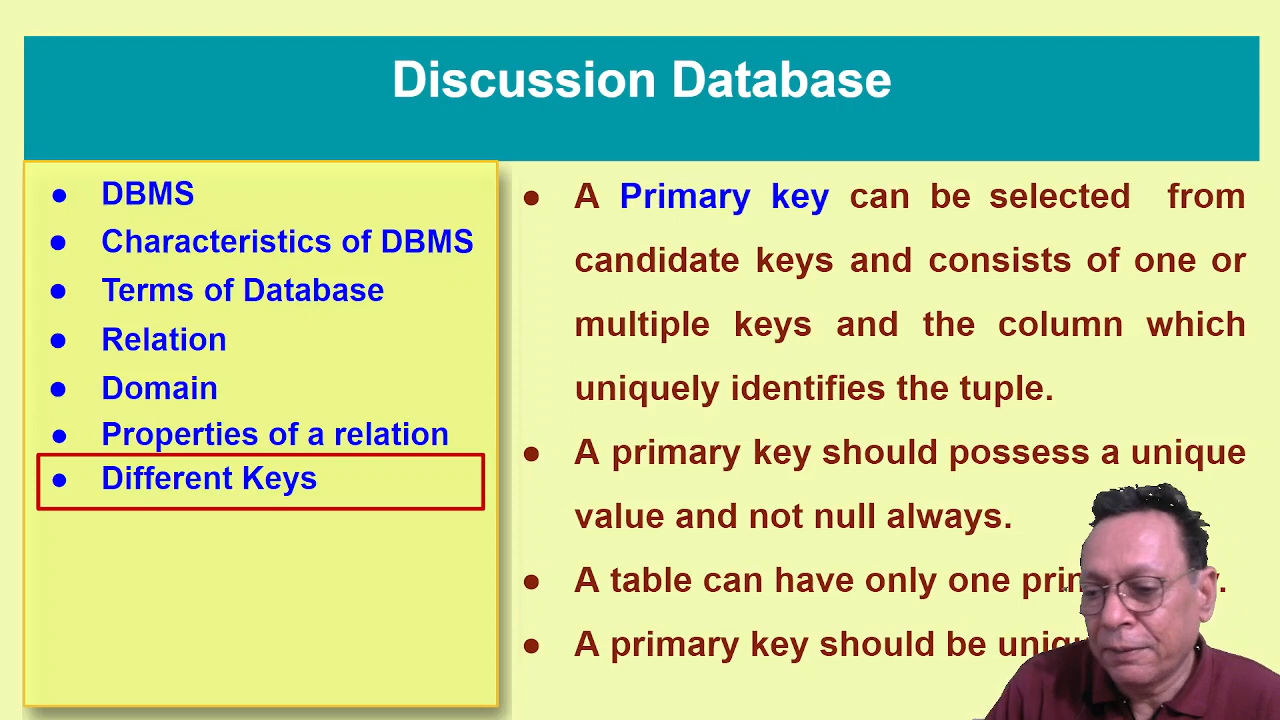 Discussion Database
● DBMS
● Characteristics of DBMS
● Terms of Database
● Relation
● Domain
● Properties of a relation
● Different Keys
● A Primary key can be selected from
candidate keys and consists of one or
multiple keys and the column which
uniquely identifies the tuple.
● A primary key should possess a unique
value and not null always.
● A table can have only one
● A primary key should be